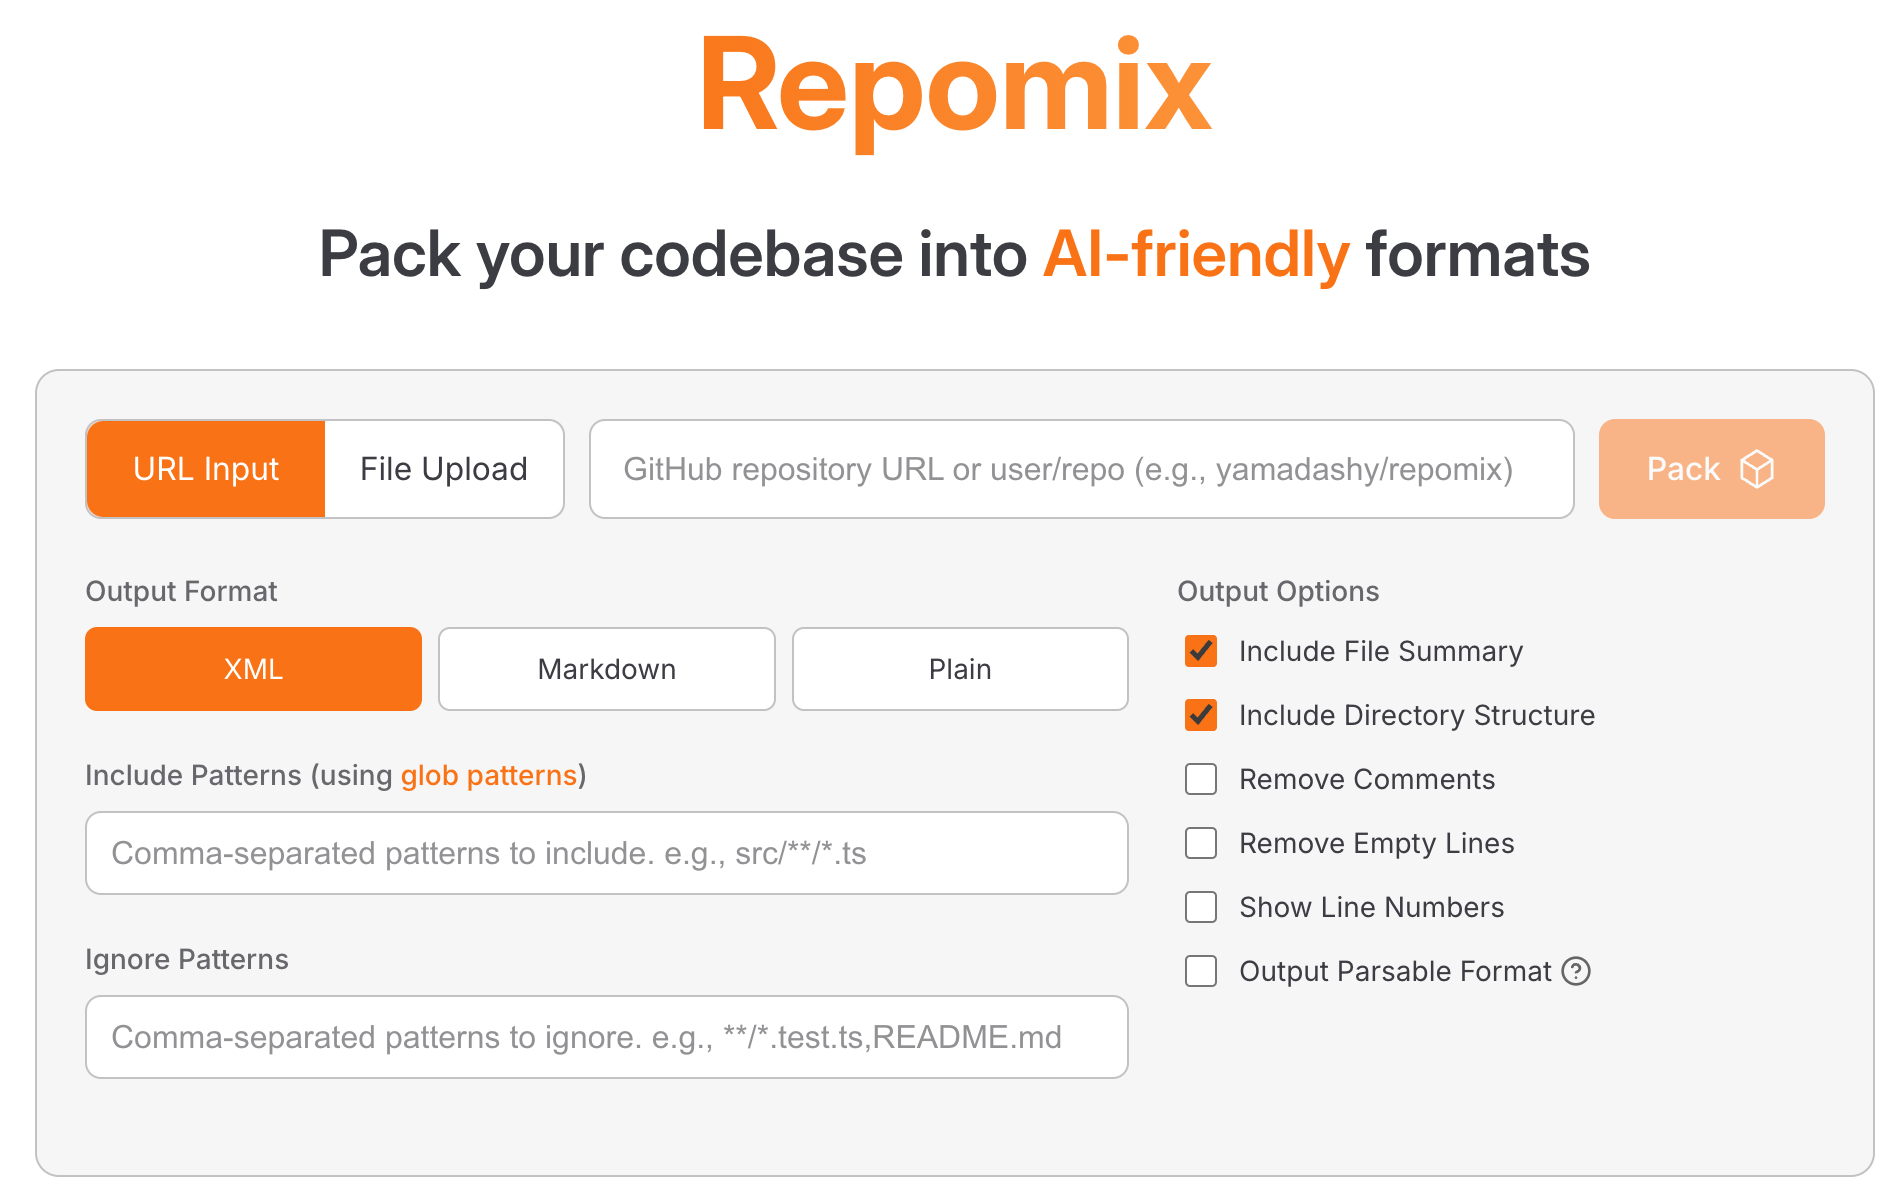 Repomix
Pack your codebase into AI-friendly formats
URL Input
File Upload
GitHub repository URL or user/repo (e.g., yamadashy/repomix)
Pack
Output Format
XML
Markdown
Plain
Include Patterns (using glob patterns)
Comma-separated patterns to include. e.g., src/**/*.ts
Ignore Patterns
Comma-separated patterns to ignore. e.g., **/*.test.ts,README.md
Output Options
Include File Summary
Include Directory Structure
Remove Comments
Remove Empty Lines
Show Line Numbers
Output Parsable Format ?